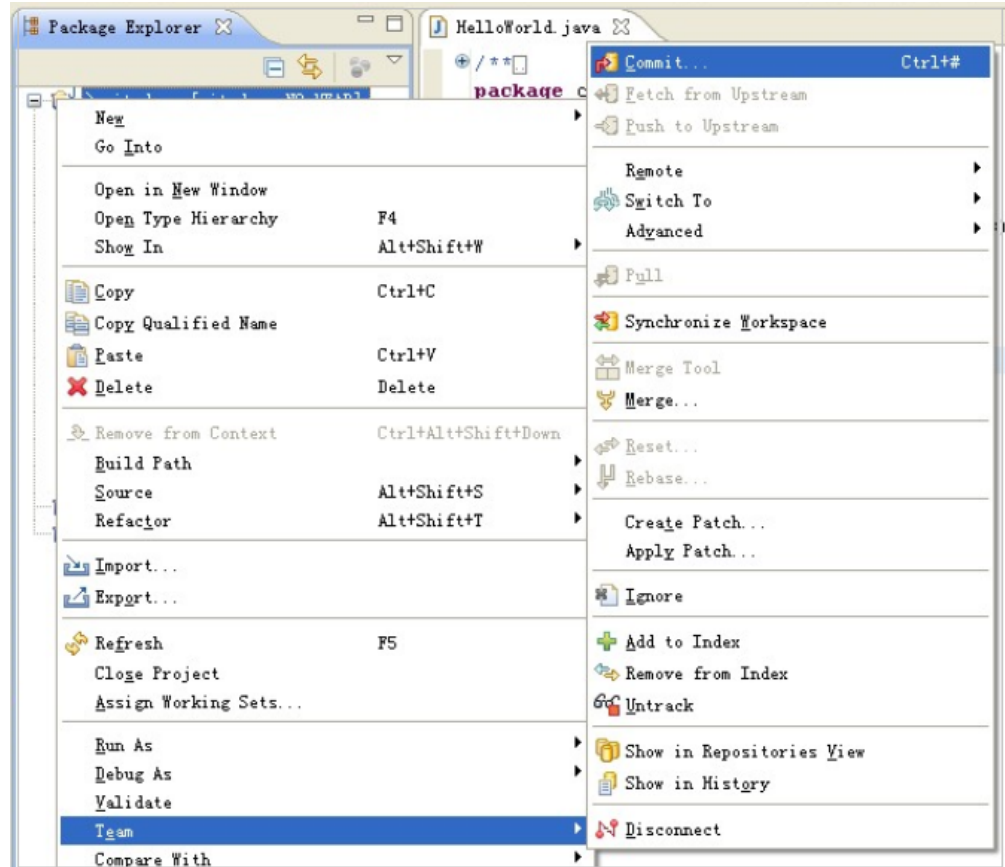 Package Explorer
HelloWorld.java
/**
package
New
Go Into
Open in New Window
Open Type Hierarchy F4
Show In Alt+Shift+W
Copy Ctrl+C
Copy Qualified Name
Paste Ctrl+V
Delete Delete
Remove from Context Ctrl+Alt+Shift+Down
Build Path
Source Alt+Shift+S
Refactor Alt+Shift+T
Import...
Export...
Refresh F5
Close Project
Assign Working Sets...
Run As
Debug As
Validate
Team
Compare With
Commit... Ctrl+#
Fetch from Upstream
Push to Upstream
Remote
Switch To
Advanced
Pull
Synchronize Workspace
Merge Tool
Merge...
Reset...
Rebase...
Create Patch...
Apply Patch...
Ignore
Add to Index
Remove from Index
Untrack
Show in Repositories View
Show in History
Disconnect